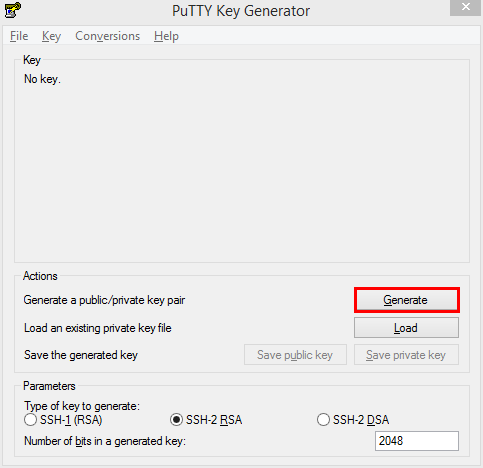 PuTTY Key Generator
File Key Conversions Help
Key
No key.
Actions
Generate a public/private key pair Generate
Load an existing private key file Load
Save the generated key Save public key Save private key
Parameters
Type of key to generate:
SSH-1 (RSA) SSH-2 RSA SSH-2 DSA
Number of bits in a generated key: 2048